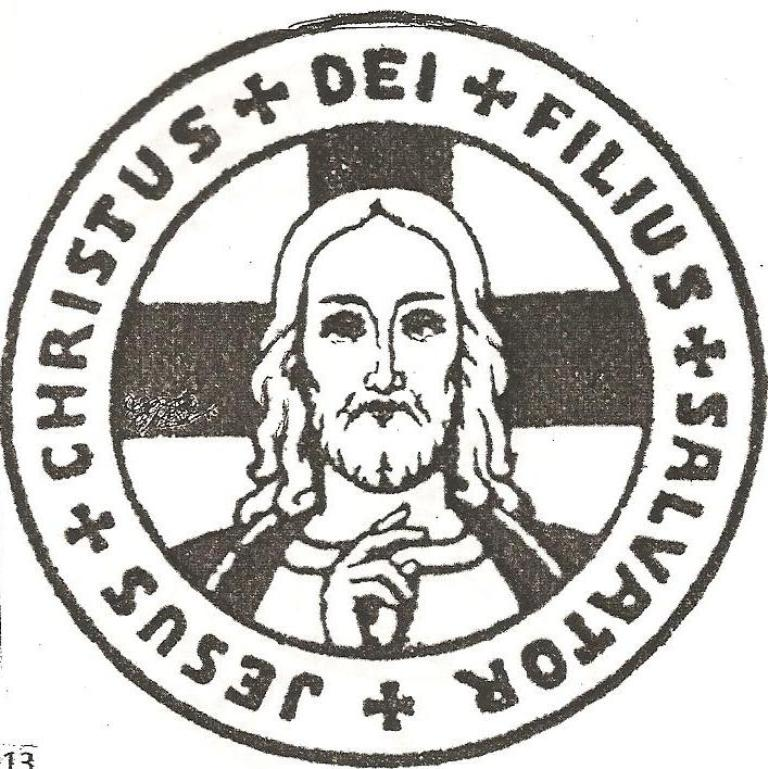 JESUS ✠ CHRISTUS ✠ DEI ✠ FILIUS ✠ SALVATOR ✠
13